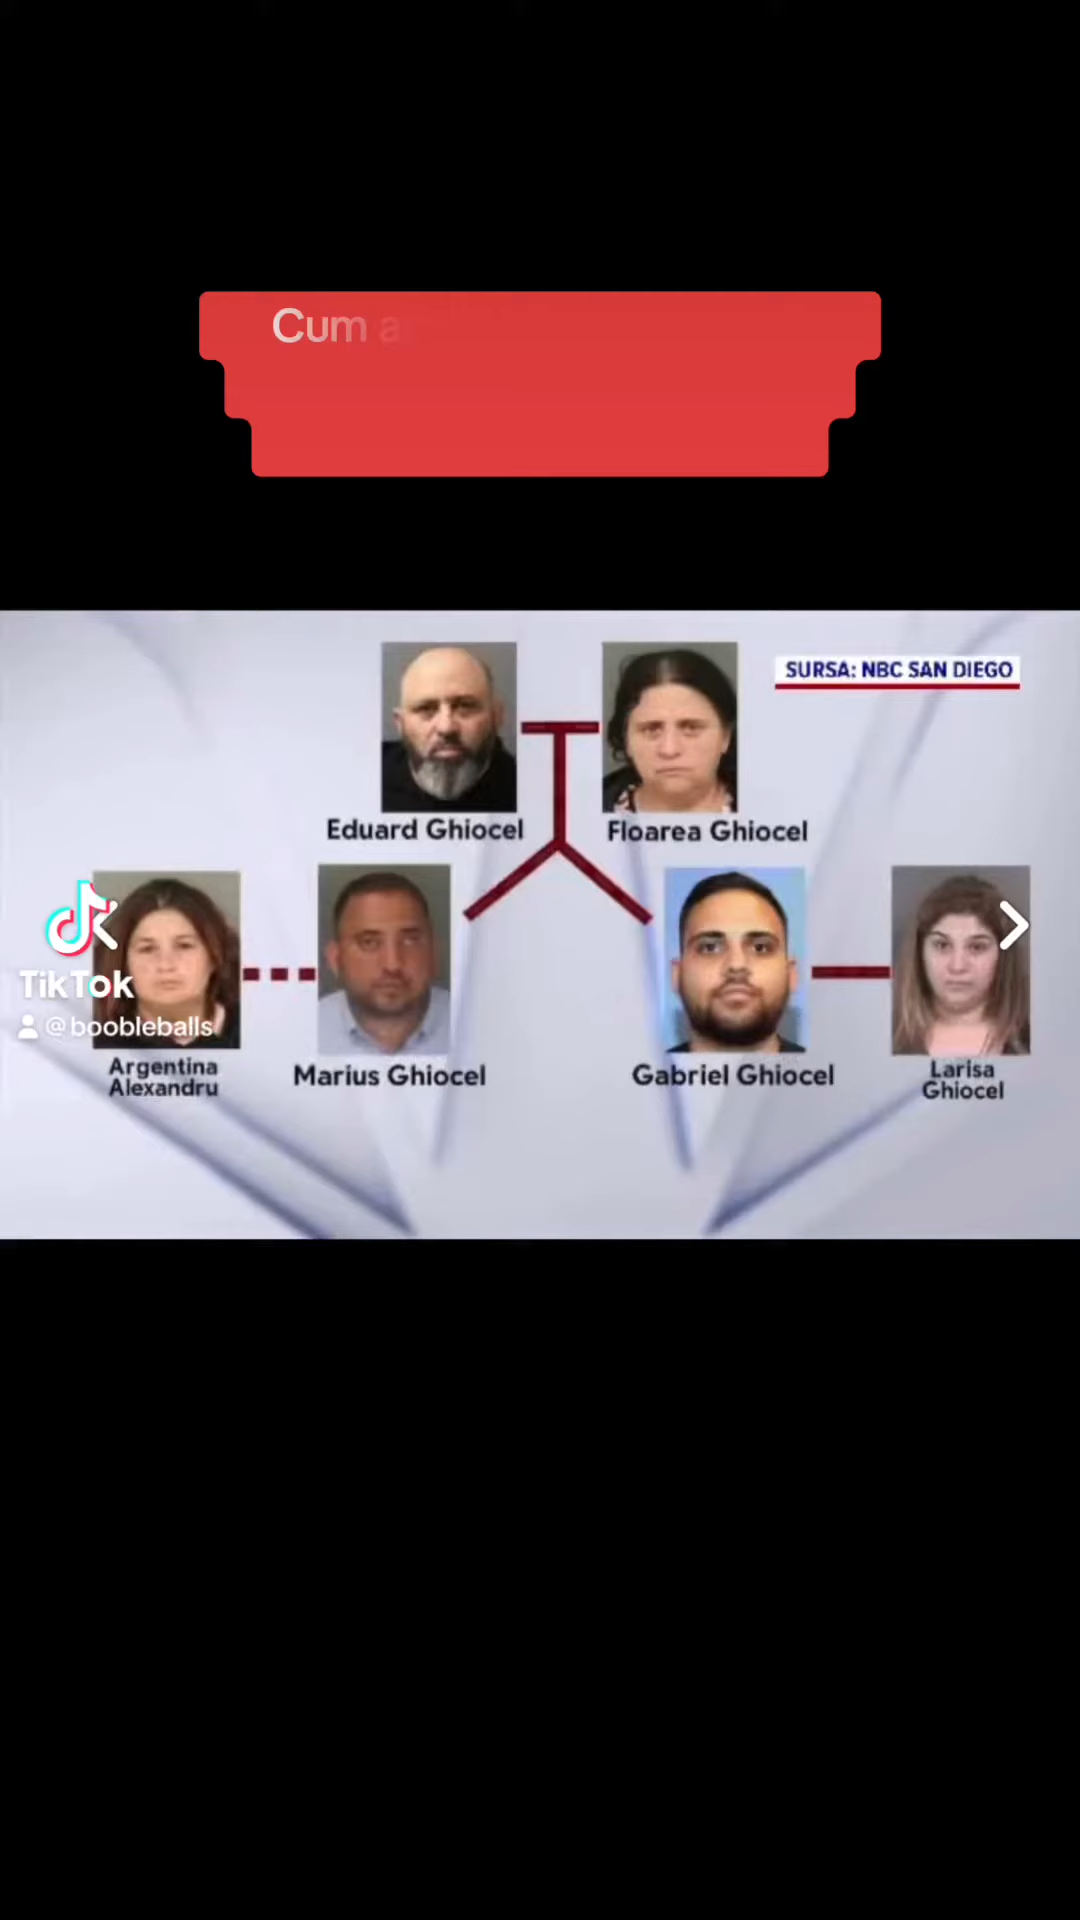 Cum a
SURSA: NBC SAN DIEGO
Eduard Ghiocel
Floarea Ghiocel
TikTok
@boobleballs
Argentina
Alexandru
Marius Ghiocel
Gabriel Ghiocel
Larisa
Ghiocel